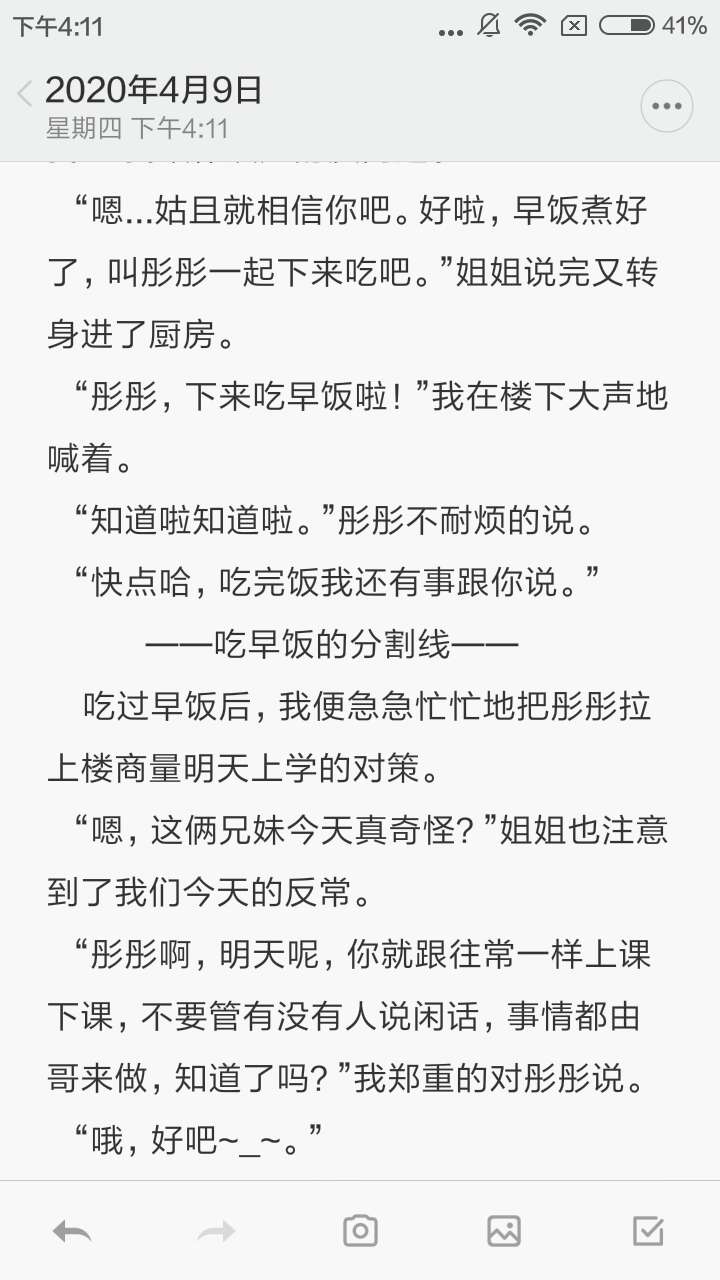 下午4:11
... 41%
2020年4月9日
星期四 下午4:11
“嗯...姑且就相信你吧。好啦，早饭煮好
了，叫彤彤一起下来吃吧。”姐姐说完又转
身进了厨房。
“彤彤，下来吃早饭啦！”我在楼下大声地
喊着。
“知道啦知道啦。”彤彤不耐烦的说。
“快点哈，吃完饭我还有事跟你说。”
——吃早饭的分割线——
吃过早饭后，我便急急忙忙地把彤彤拉
上楼商量明天上学的对策。
“嗯，这俩兄妹今天真奇怪？”姐姐也注意
到了我们今天的反常。
“彤彤啊，明天呢，你就跟往常一样上课
下课，不要管有没有人说闲话，事情都由
哥来做，知道了吗？”我郑重的对彤彤说。
“哦，好吧~_~。”